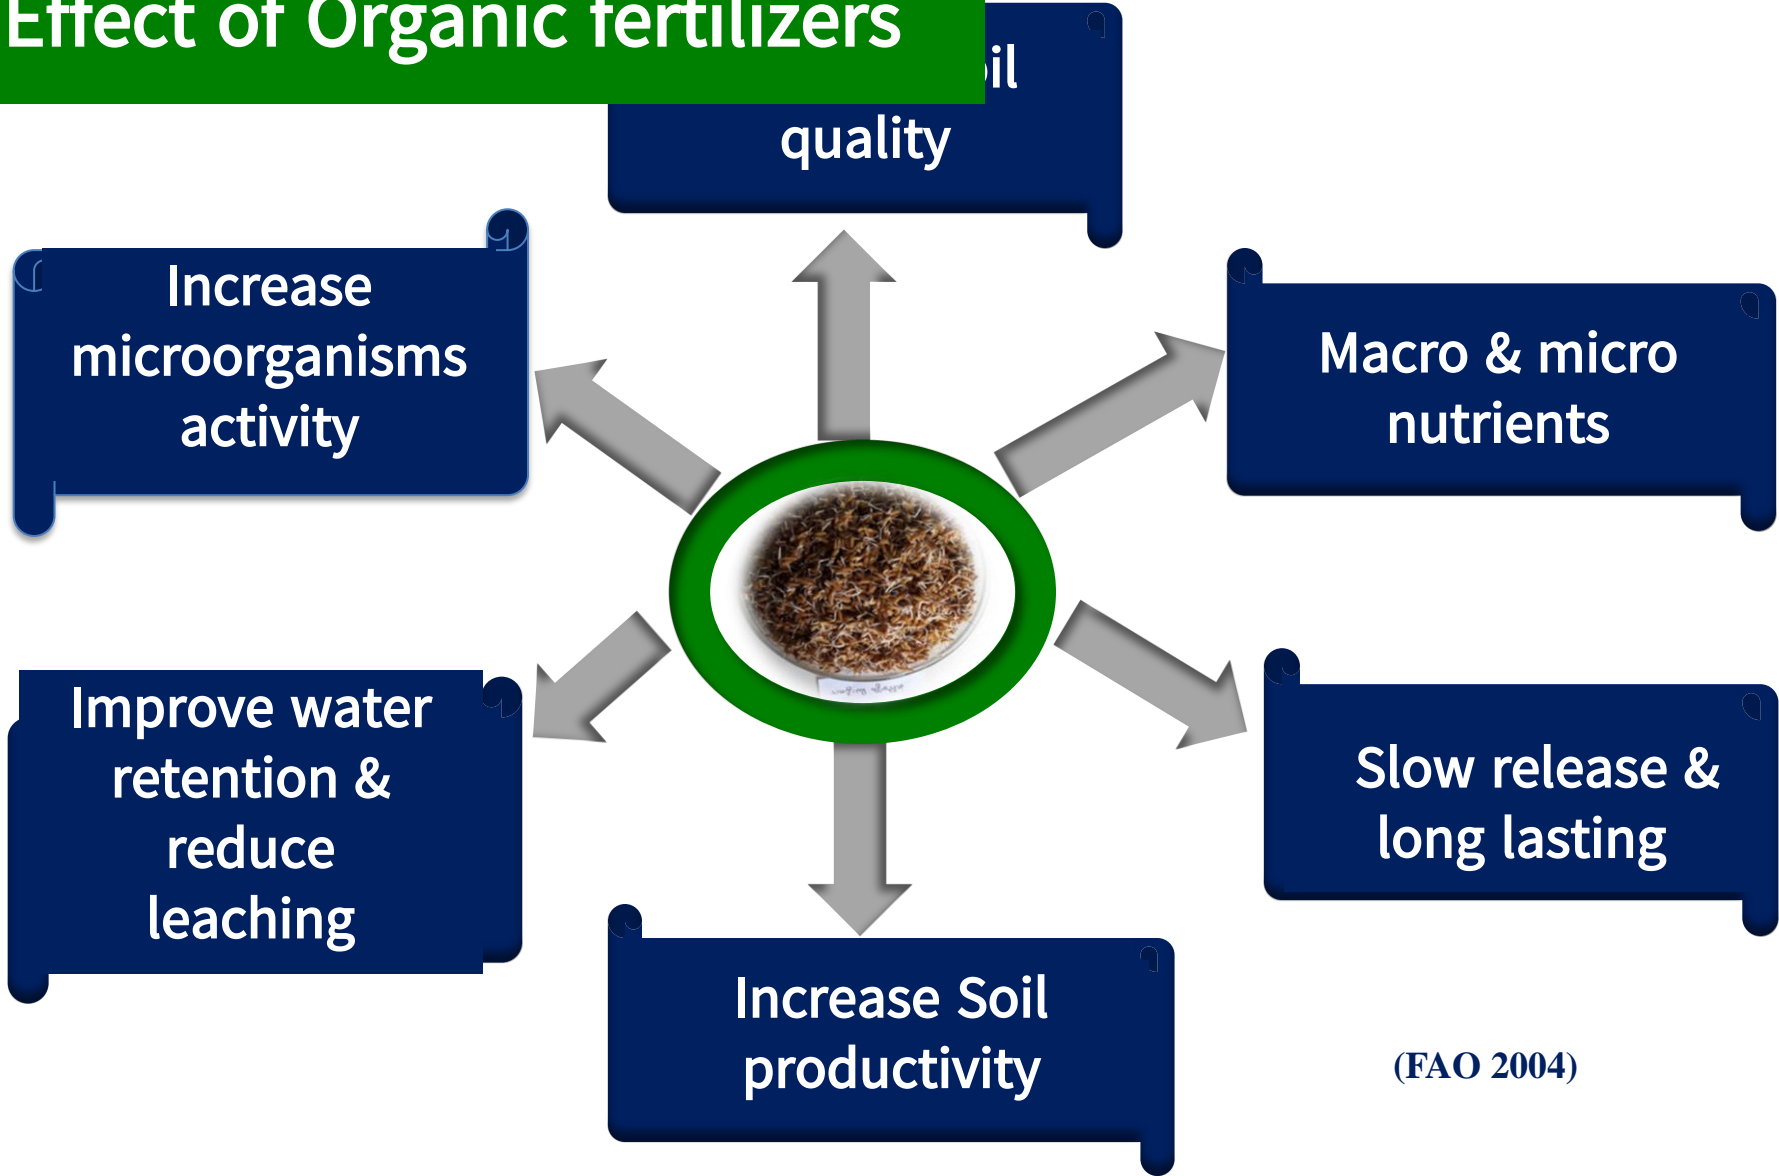 Effect of Organic fertilizers
il
quality
Increase
microorganisms
activity
Macro & micro
nutrients
Improve water
retention &
reduce
leaching
Slow release &
long lasting
Increase Soil
productivity
(FAO 2004)